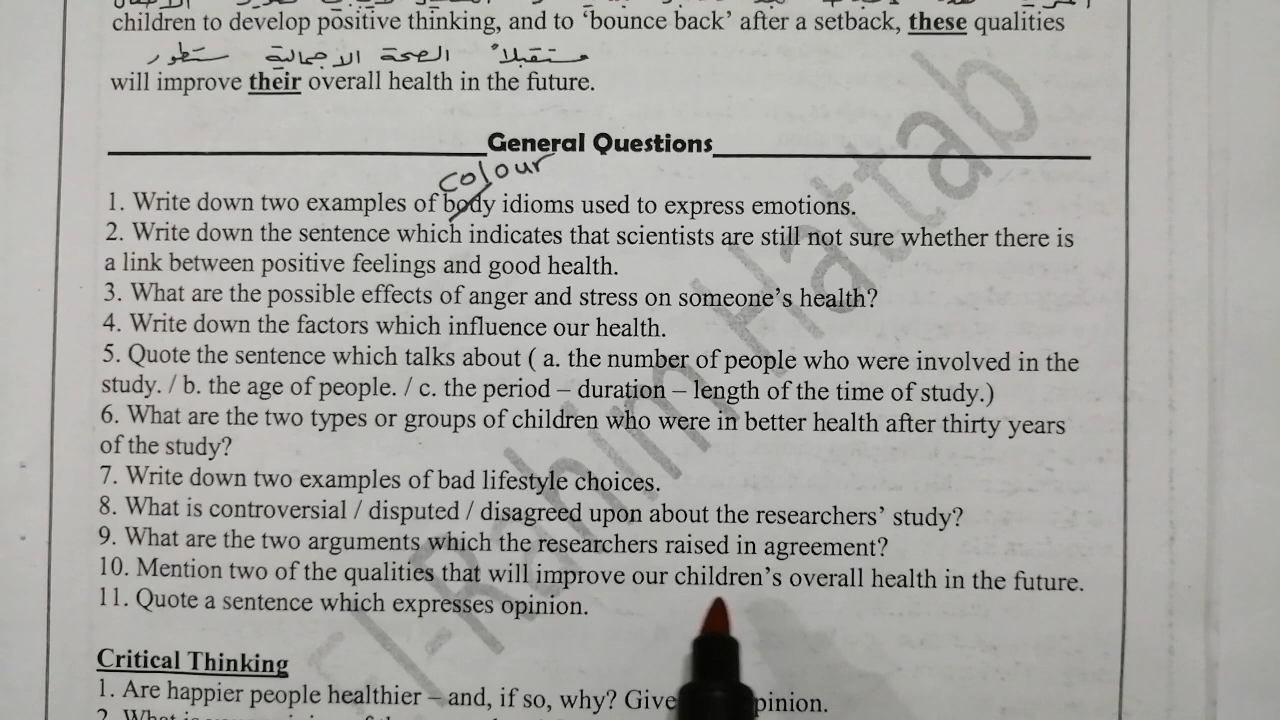 children to develop positive thinking, and to ‘bounce back’ after a setback, these qualities
ستطور الصحة الاجمالية مستقبلاً
will improve their overall health in the future.
General Questions
colour
1. Write down two examples of body idioms used to express emotions.
2. Write down the sentence which indicates that scientists are still not sure whether there is
a link between positive feelings and good health.
3. What are the possible effects of anger and stress on someone’s health?
4. Write down the factors which influence our health.
5. Quote the sentence which talks about ( a. the number of people who were involved in the
study. / b. the age of people. / c. the period – duration – length of the time of study.)
6. What are the two types or groups of children who were in better health after thirty years
of the study?
7. Write down two examples of bad lifestyle choices.
8. What is controversial / disputed / disagreed upon about the researchers’ study?
9. What are the two arguments which the researchers raised in agreement?
10. Mention two of the qualities that will improve our children’s overall health in the future.
11. Quote a sentence which expresses opinion.
Critical Thinking
1. Are happier people healthier – and, if so, why? Give pinion.
El-Rahim Hattab